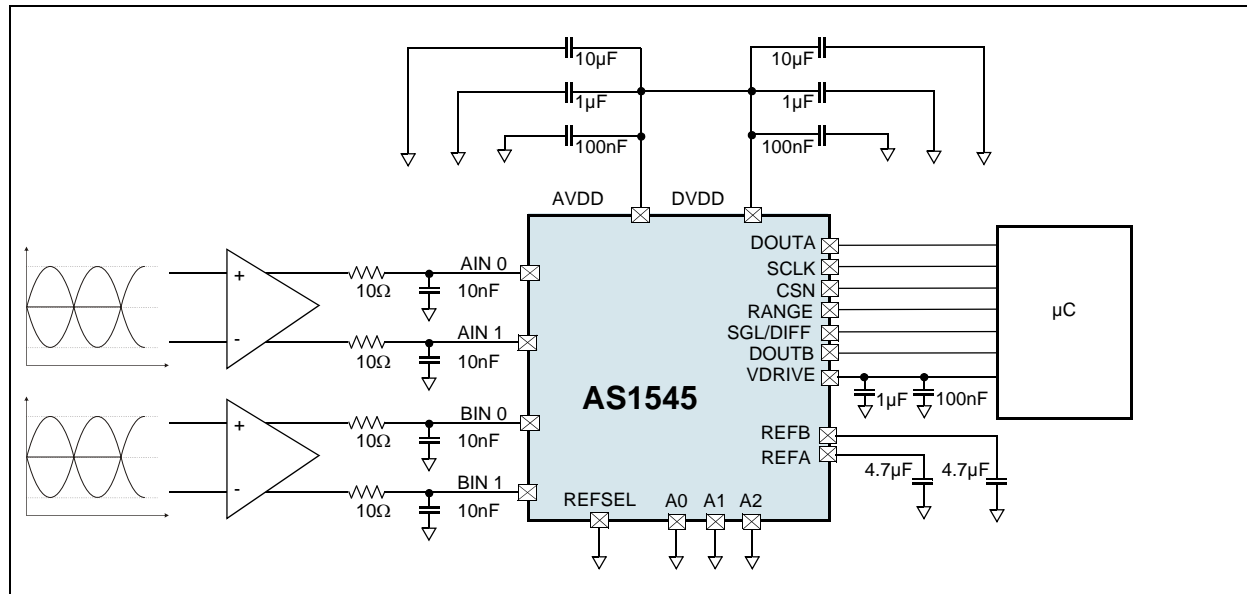 10µF
10µF
1µF
1µF
100nF
100nF
AVDD
DVDD
DOUTA
SCLK
CSN
RANGE
SGL/DIFF
DOUTB
VDRIVE
REFB
REFA
AIN 0
AIN 1
BIN 0
BIN 1
+
-
+
-
10Ω
10nF
10Ω
10nF
10Ω
10nF
10Ω
10nF
AS1545
µC
1µF
100nF
4.7µF
4.7µF
REFSEL
A0
A1
A2